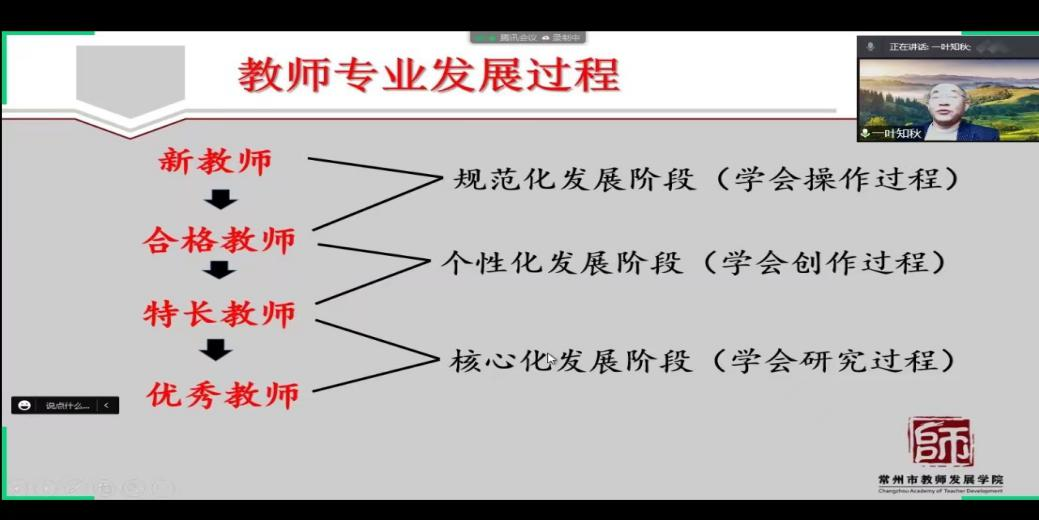 腾讯会议 录制中
教师专业发展过程
正在讲话: 一叶知秋;
一叶知秋
新教师
规范化发展阶段（学会操作过程）
合格教师
个性化发展阶段（学会创作过程）
特长教师
核心化发展阶段（学会研究过程）
优秀教师
说点什么...
師
常州市教师发展学院
Changzhou Academy of Teacher Development